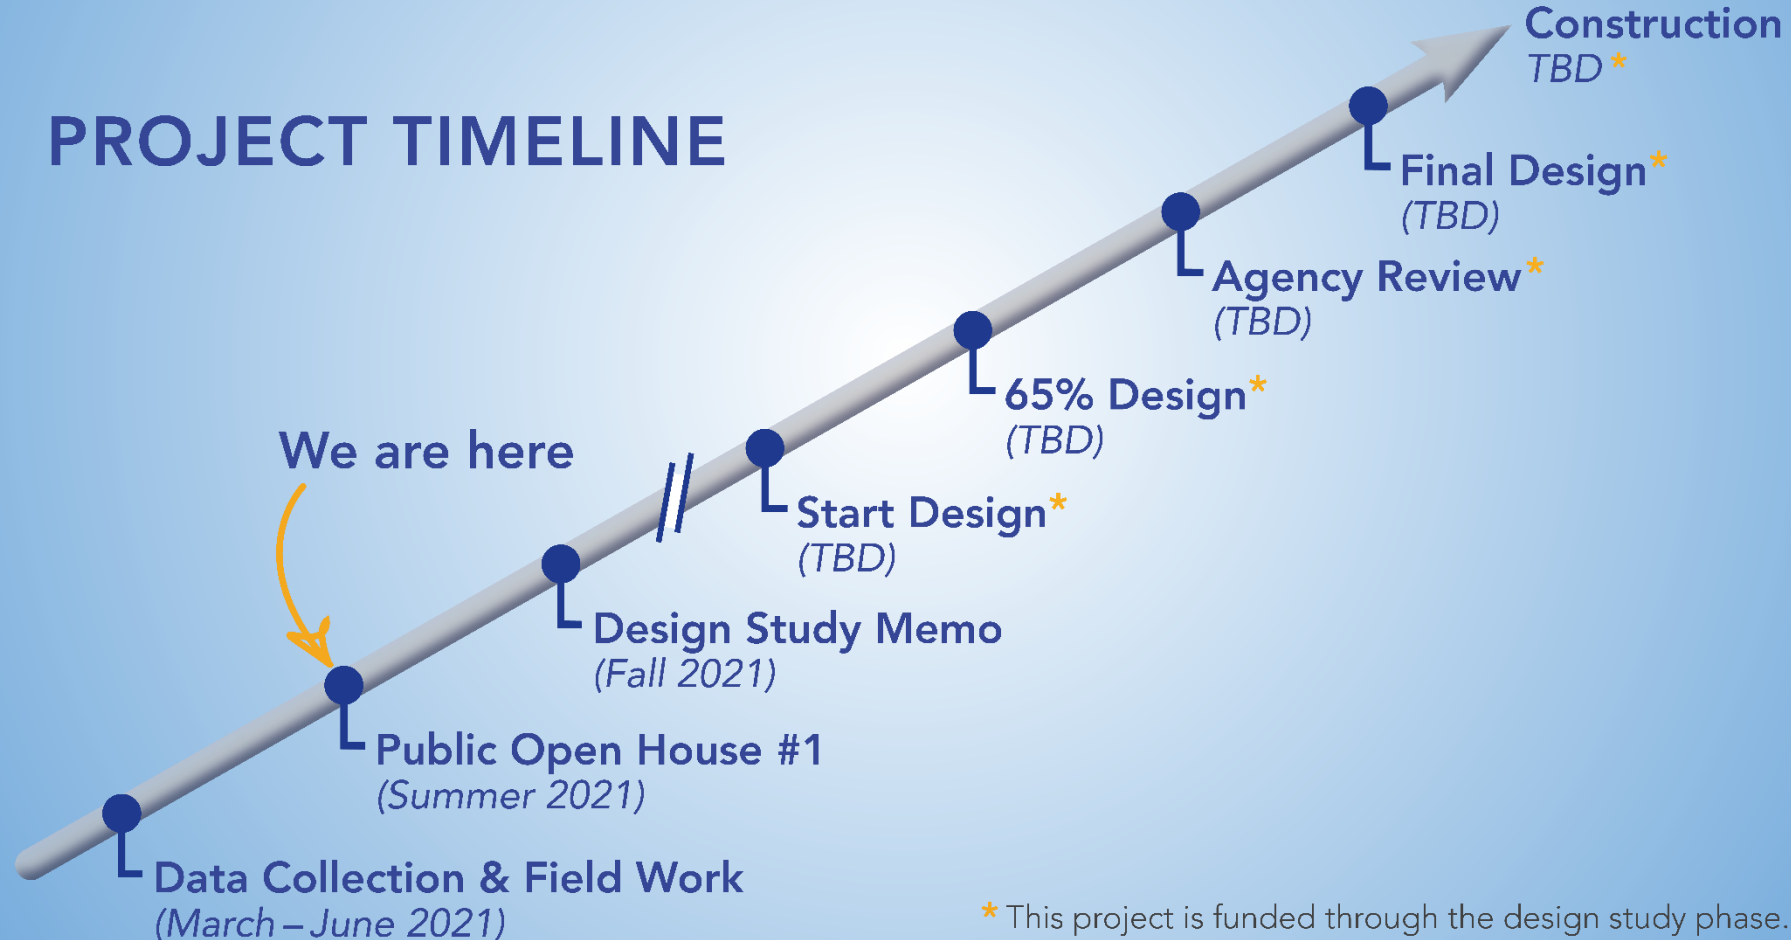 PROJECT TIMELINE
Construction
TBD *
Final Design*
(TBD)
Agency Review*
(TBD)
65% Design*
(TBD)
We are here
Start Design*
(TBD)
Design Study Memo
(Fall 2021)
Public Open House #1
(Summer 2021)
Data Collection & Field Work
(March – June 2021)
* This project is funded through the design study phase.